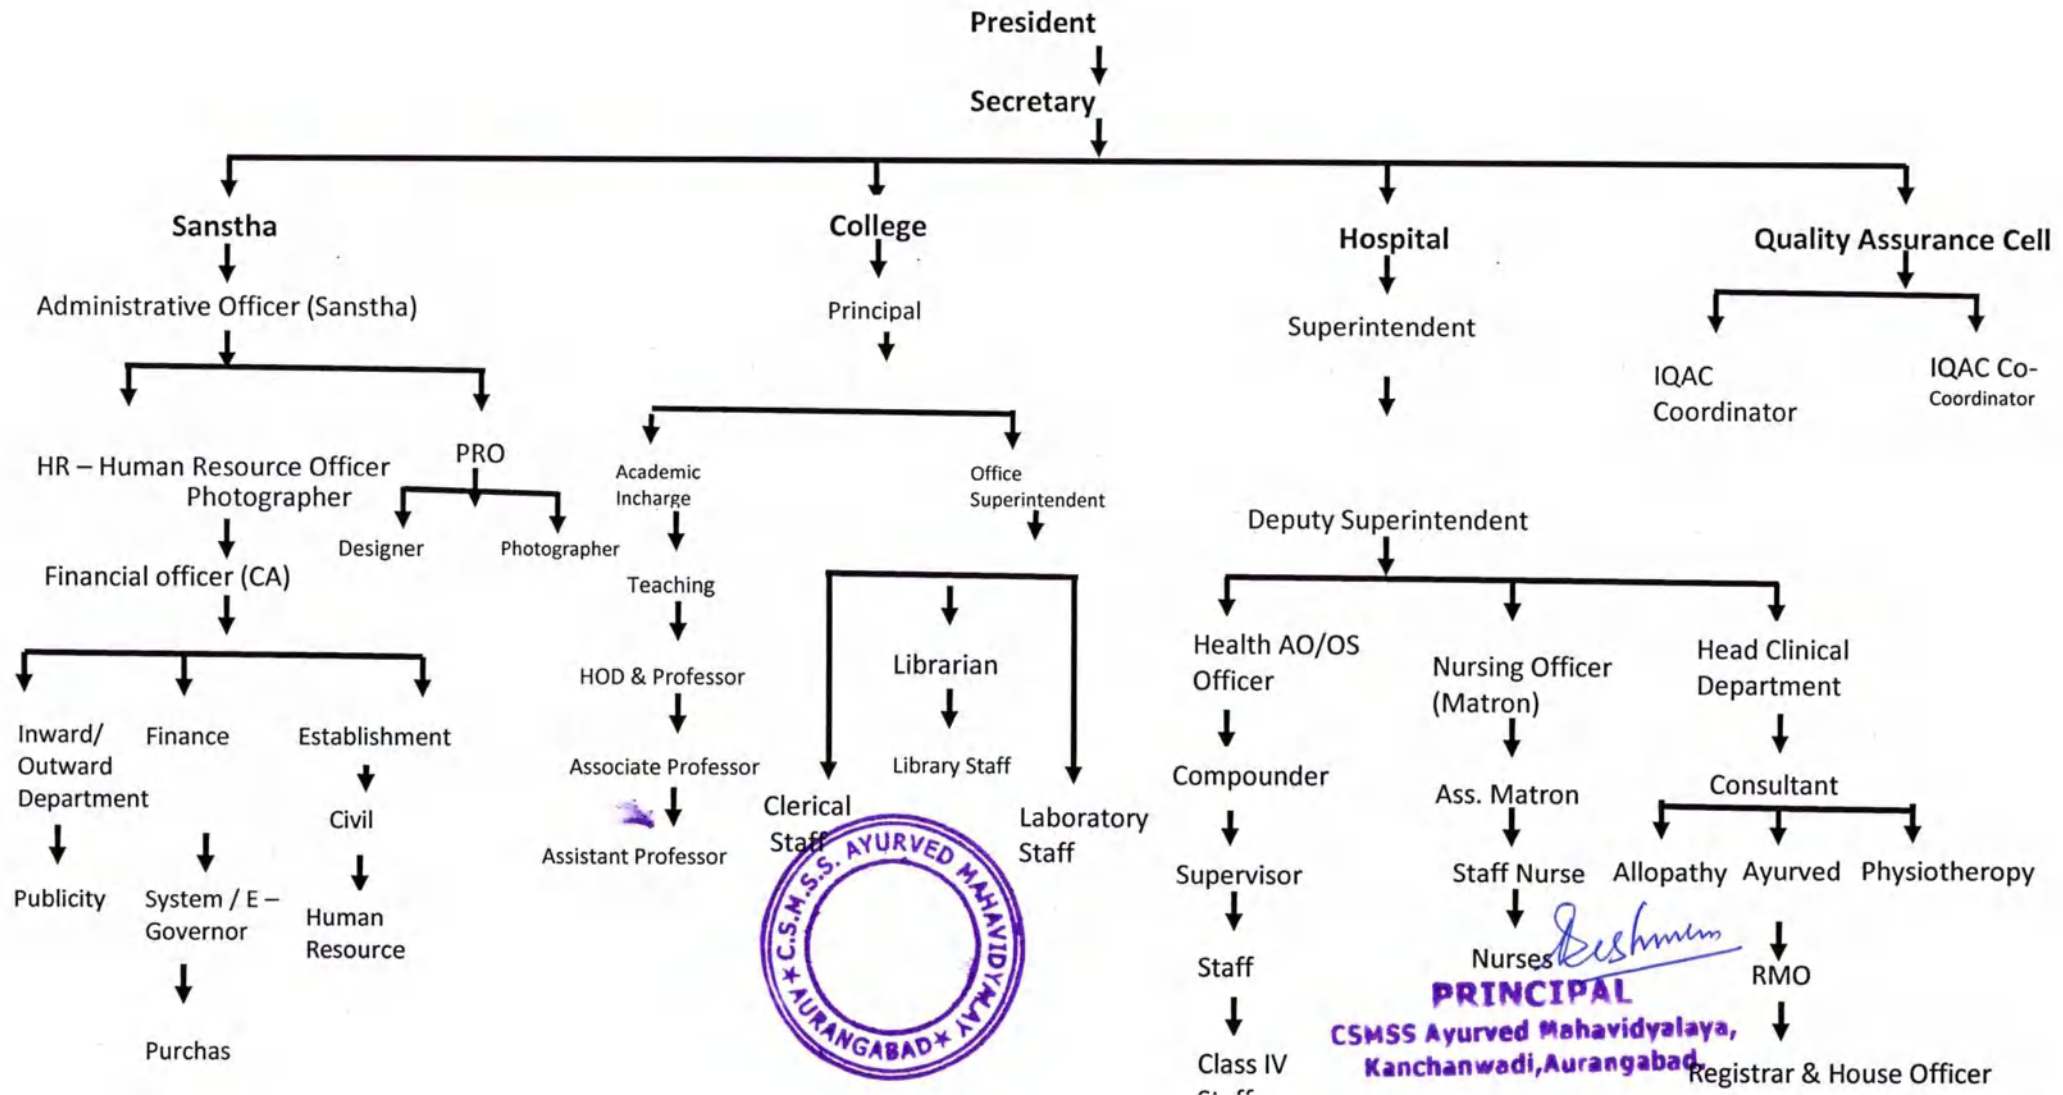 President
Secretary
Sanstha
College
Hospital
Quality Assurance Cell
Administrative Officer (Sanstha)
Principal
Superintendent
IQAC
Coordinator
IQAC Co-
Coordinator
HR – Human Resource Officer
Photographer
PRO
Designer
Photographer
Financial officer (CA)
Inward/
Outward
Department
Finance
Establishment
Civil
Publicity
System / E –
Governor
Human
Resource
Purchas
Academic
Incharge
Office
Superintendent
Teaching
HOD & Professor
Associate Professor
Assistant Professor
Librarian
Library Staff
Clerical
Staff
Laboratory
Staff
Deputy Superintendent
Health AO/OS
Officer
Nursing Officer
(Matron)
Head Clinical
Department
Compounder
Ass. Matron
Consultant
Supervisor
Staff Nurse
Allopathy
Ayurved
Physiotheropy
Staff
Nurses
RMO
Class IV
Staff
Registrar & House Officer
C.S.M.S.S. AYURVED MAHAVIDYALAY
★ AURANGABAD ★
PRINCIPAL
CSMSS Ayurved Mahavidyalaya,
Kanchanwadi,Aurangabad.